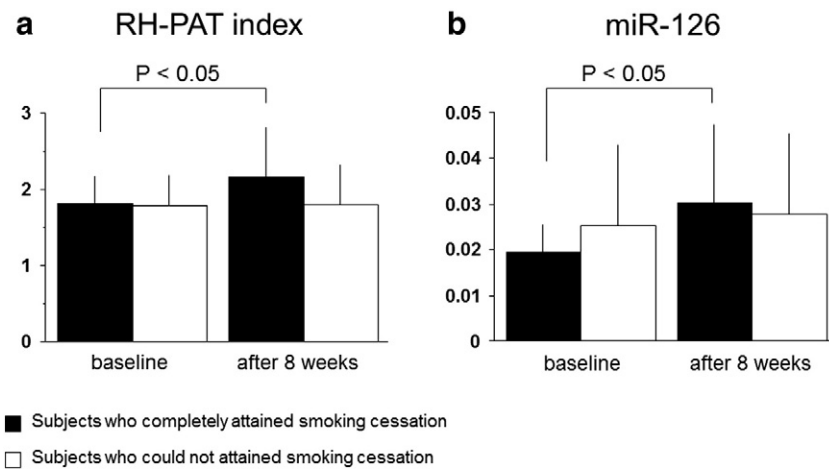 a RH-PAT index
P < 0.05
3
2
1
0
baseline after 8 weeks
b miR-126
P < 0.05
0.05
0.04
0.03
0.02
0.01
0
baseline after 8 weeks
Subjects who completely attained smoking cessation
Subjects who could not attained smoking cessation